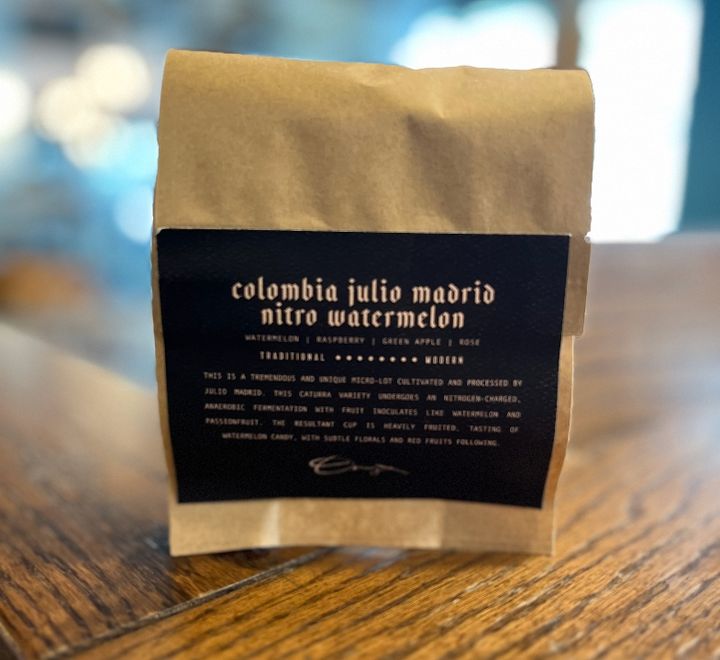 colombia julio madrid
nitro watermelon
WATERMELON | RASPBERRY | GREEN APPLE | ROSE
TRADITIONAL ●●●●●●●● MODERN
THIS IS A TREMENDOUS AND UNIQUE MICRO-LOT CULTIVATED AND PROCESSED BY
JULIO MADRID. THIS CATURRA VARIETY UNDERGOES AN NITROGEN-CHARGED,
ANAEROBIC FERMENTATION WITH FRUIT INOCULATES LIKE WATERMELON AND
PASSIONFRUIT. THE RESULTANT CUP IS HEAVILY FRUITED, TASTING OF
WATERMELON CANDY, WITH SUBTLE FLORALS AND RED FRUITS FOLLOWING.